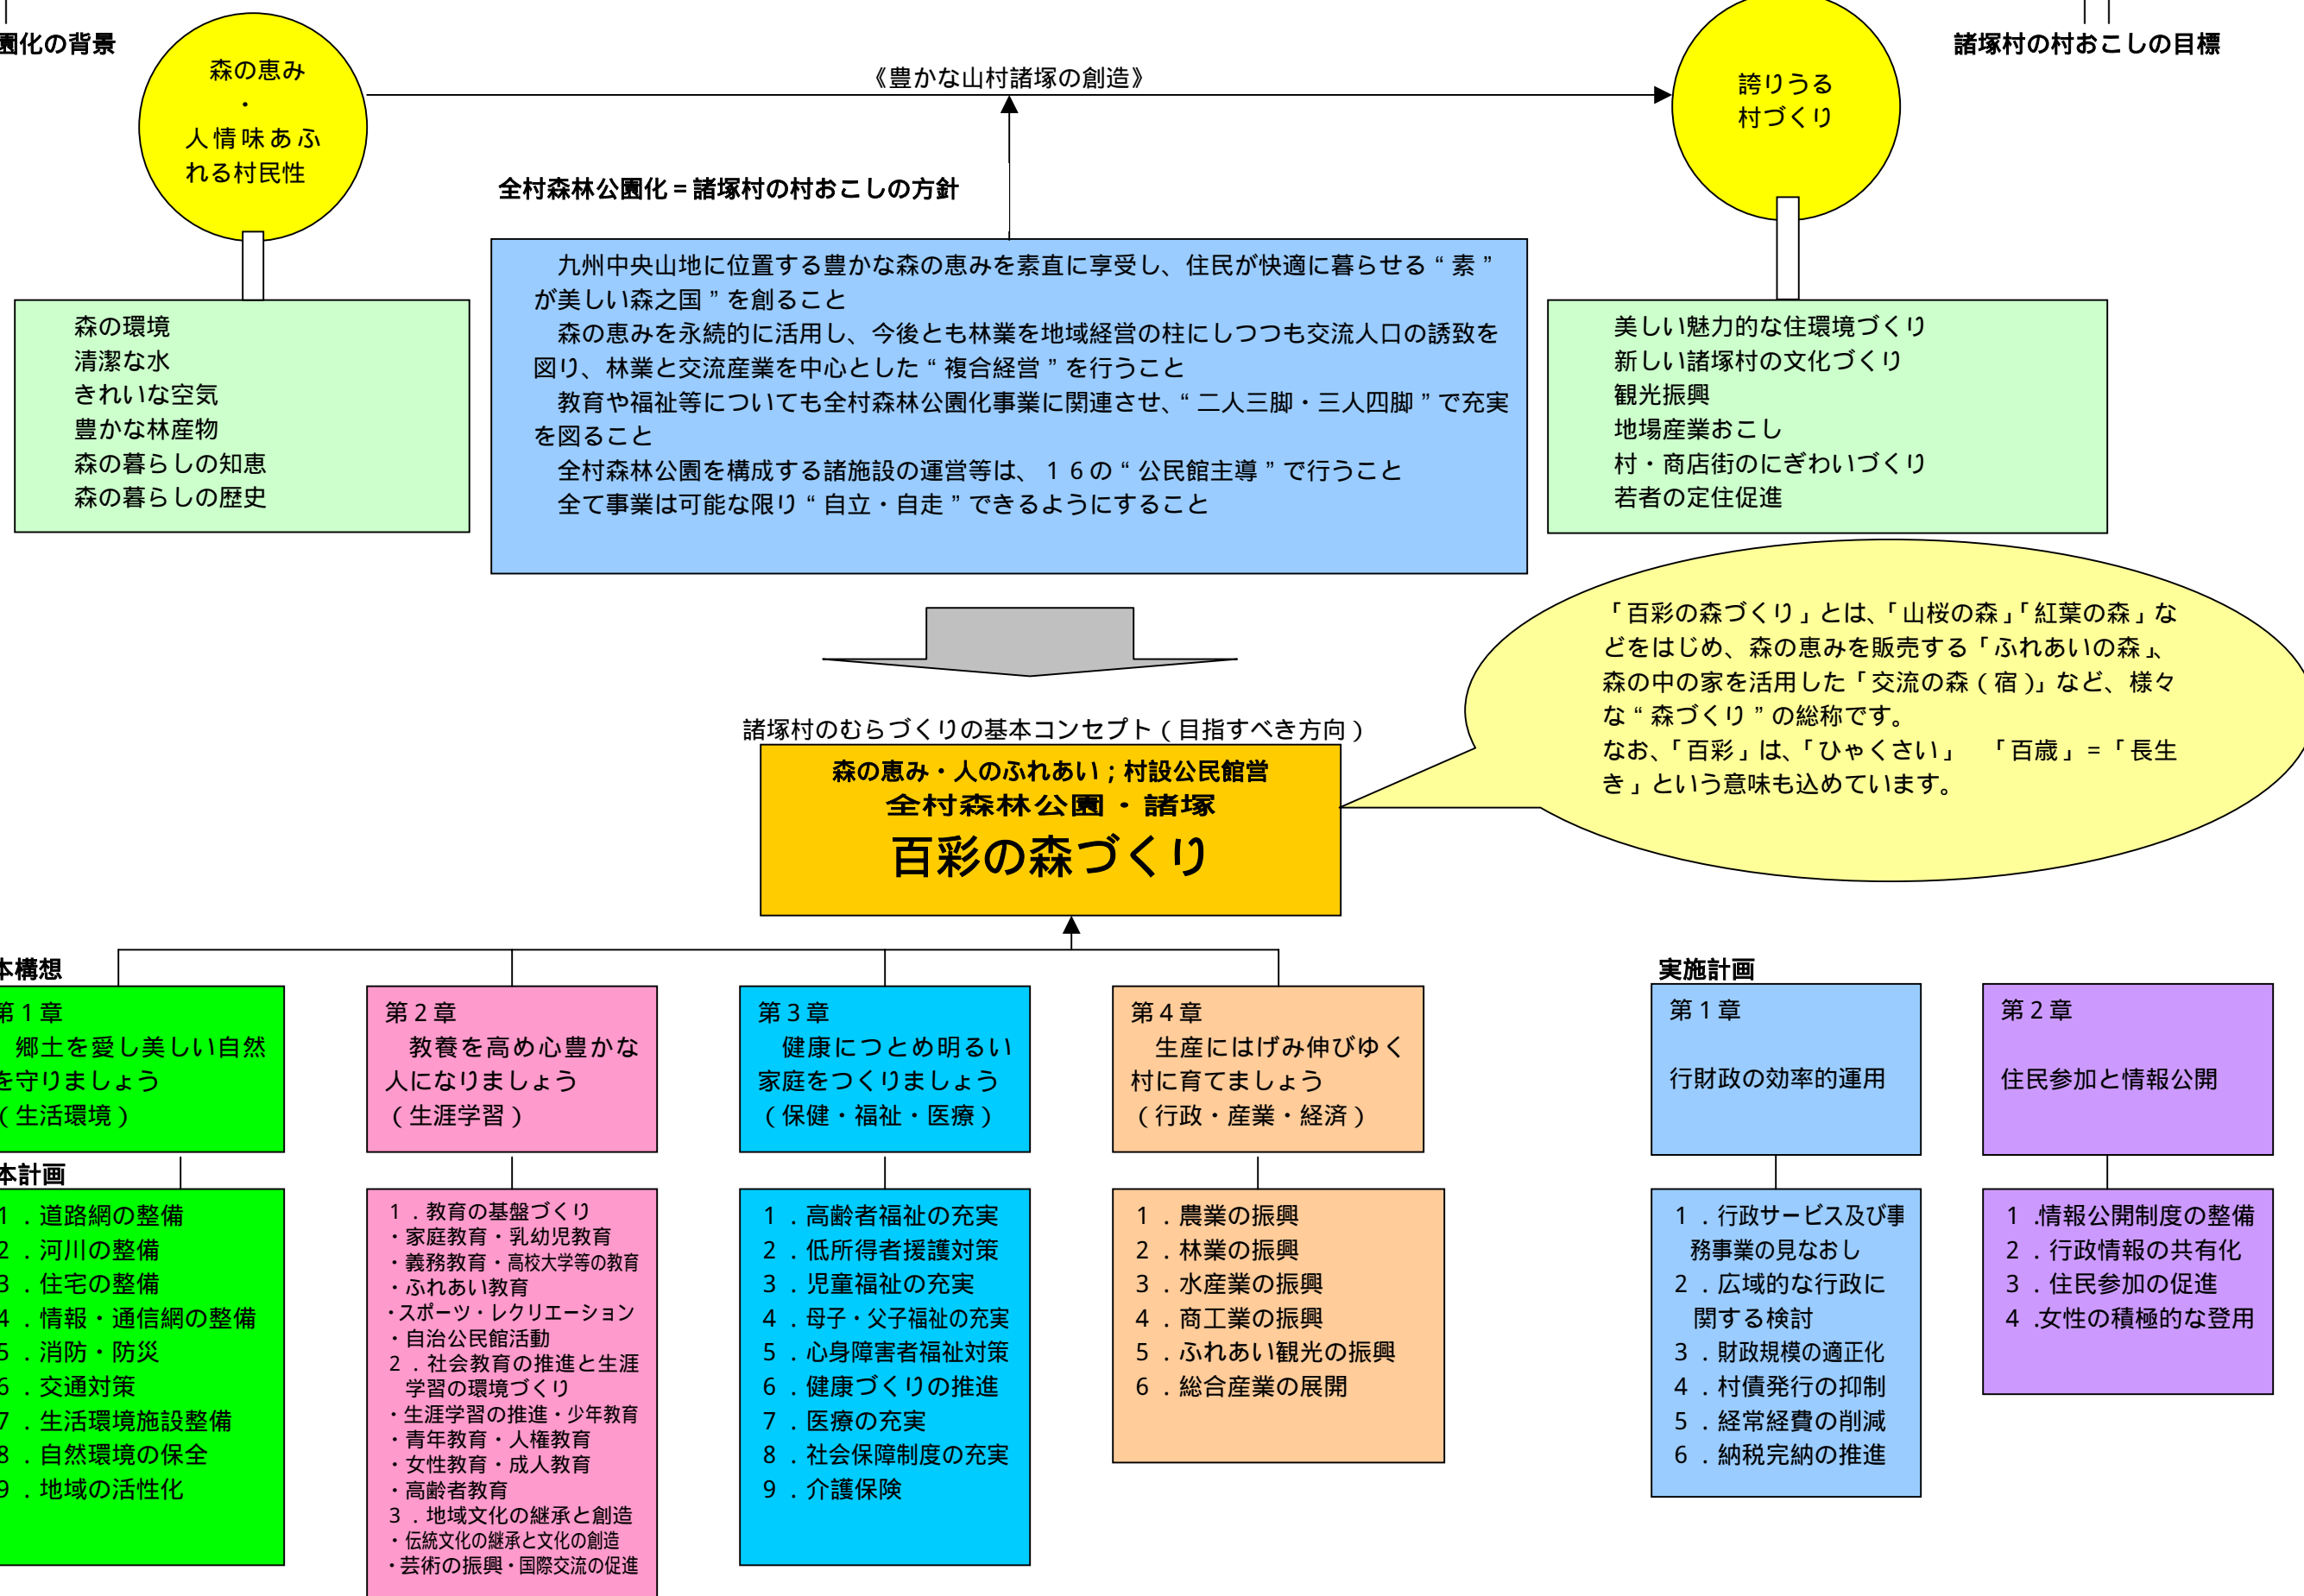 園化の背景
諸塚村の村おこしの目標
森の恵み
・
人情味あふ
れる村民性
《豊かな山村諸塚の創造》
誇りうる
村づくり
全村森林公園化=諸塚村の村おこしの方針
森の環境
清潔な水
きれいな空気
豊かな林産物
森の暮らしの知恵
森の暮らしの歴史
九州中央山地に位置する豊かな森の恵みを素直に享受し、住民が快適に暮らせる“素”
が美しい森之国”を創ること
森の恵みを永続的に活用し、今後とも林業を地域経営の柱にしつつも交流人口の誘致を
図り、林業と交流産業を中心とした“複合経営”を行うこと
教育や福祉等についても全村森林公園化事業に関連させ、“二人三脚・三人四脚”で充実
を図ること
全村森林公園を構成する諸施設の運営等は、16の“公民館主導”で行うこと
全て事業は可能な限り“自立・自走”できるようにすること
美しい魅力的な住環境づくり
新しい諸塚村の文化づくり
観光振興
地場産業おこし
村・商店街のにぎわいづくり
若者の定住促進
「百彩の森づくり」とは、「山桜の森」「紅葉の森」な
どをはじめ、森の恵みを販売する「ふれあいの森」、
森の中の家を活用した「交流の森(宿)」など、様々
な“森づくり”の総称です。
なお、「百彩」は、「ひゃくさい」 「百歳」=「長生
き」という意味も込めています。
諸塚村のむらづくりの基本コンセプト(目指すべき方向)
森の恵み・人のふれあい;村設公民館営
全村森林公園・諸塚
百彩の森づくり
本構想
第1章
郷土を愛し美しい自然
を守りましょう
(生活環境)
第2章
教養を高め心豊かな
人になりましょう
(生涯学習)
第3章
健康につとめ明るい
家庭をつくりましょう
(保健・福祉・医療)
第4章
生産にはげみ伸びゆく
村に育てましょう
(行政・産業・経済)
実施計画
第1章
行財政の効率的運用
第2章
住民参加と情報公開
本計画
1.道路網の整備
2.河川の整備
3.住宅の整備
4.情報・通信網の整備
5.消防・防災
6.交通対策
7.生活環境施設整備
8.自然環境の保全
9.地域の活性化
1.教育の基盤づくり
・家庭教育・乳幼児教育
・義務教育・高校大学等の教育
・ふれあい教育
・スポーツ・レクリエーション
・自治公民館活動
2.社会教育の推進と生涯
学習の環境づくり
・生涯学習の推進・少年教育
・青年教育・人権教育
・女性教育・成人教育
・高齢者教育
3.地域文化の継承と創造
・伝統文化の継承と文化の創造
・芸術の振興・国際交流の促進
1.高齢者福祉の充実
2.低所得者援護対策
3.児童福祉の充実
4.母子・父子福祉の充実
5.心身障害者福祉対策
6.健康づくりの推進
7.医療の充実
8.社会保障制度の充実
9.介護保険
1.農業の振興
2.林業の振興
3.水産業の振興
4.商工業の振興
5.ふれあい観光の振興
6.総合産業の展開
1.行政サービス及び事
務事業の見なおし
2.広域的な行政に
関する検討
3.財政規模の適正化
4.村債発行の抑制
5.経常経費の削減
6.納税完納の推進
1.情報公開制度の整備
2.行政情報の共有化
3.住民参加の促進
4.女性の積極的な登用